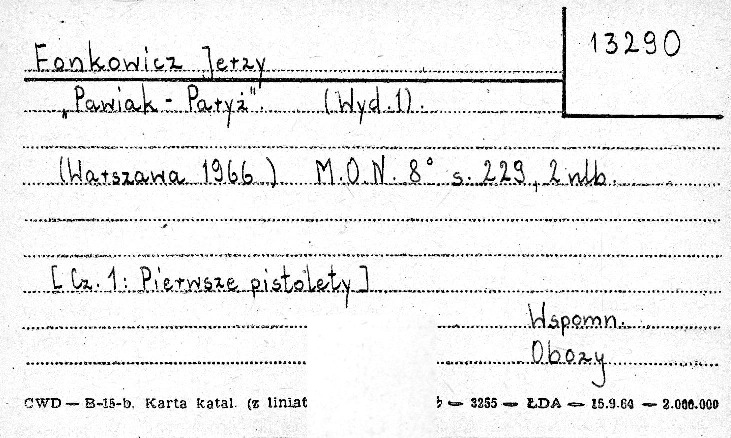 13290
Fonkowicz Jerzy
„Pawiak - Paryż". (Wyd.1).
(Warszawa 1966) M.O.N. 8° s. 229, 2 nlb.
[Cz. 1: Pierwsze pistolety]
Wspomn.
Obozy
CWD — B-15-b. Karta katal. (z liniat b — 3255 — ŁDA — 15.9.64 — 2.000.000